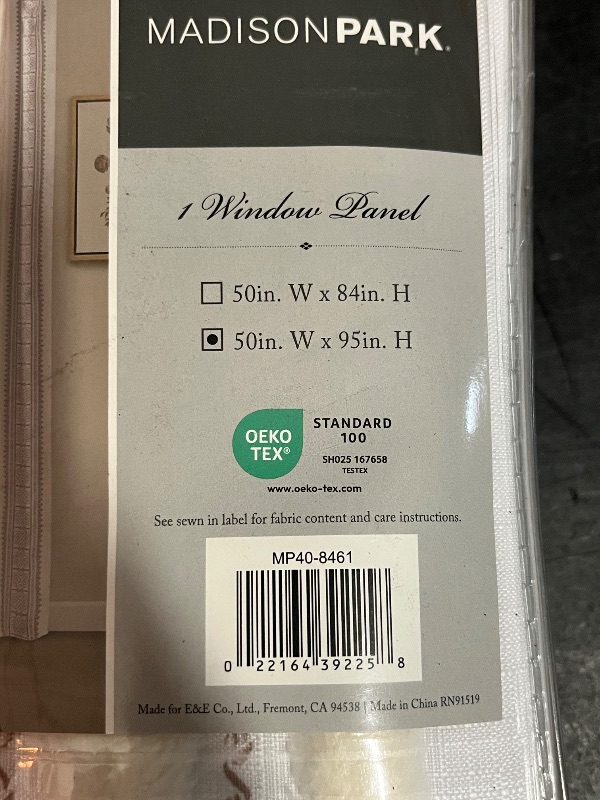 MADISONPARK.
1 Window Panel
50in. W x 84in. H
50in. W x 95in. H
OEKO
TEX®
STANDARD
100
SH025 167658
TESTEX
www.oeko-tex.com
See sewn in label for fabric content and care instructions.
MP40-8461
0 22164 39225 8
Made for E&E Co., Ltd., Fremont, CA 94538 | Made in China RN91519